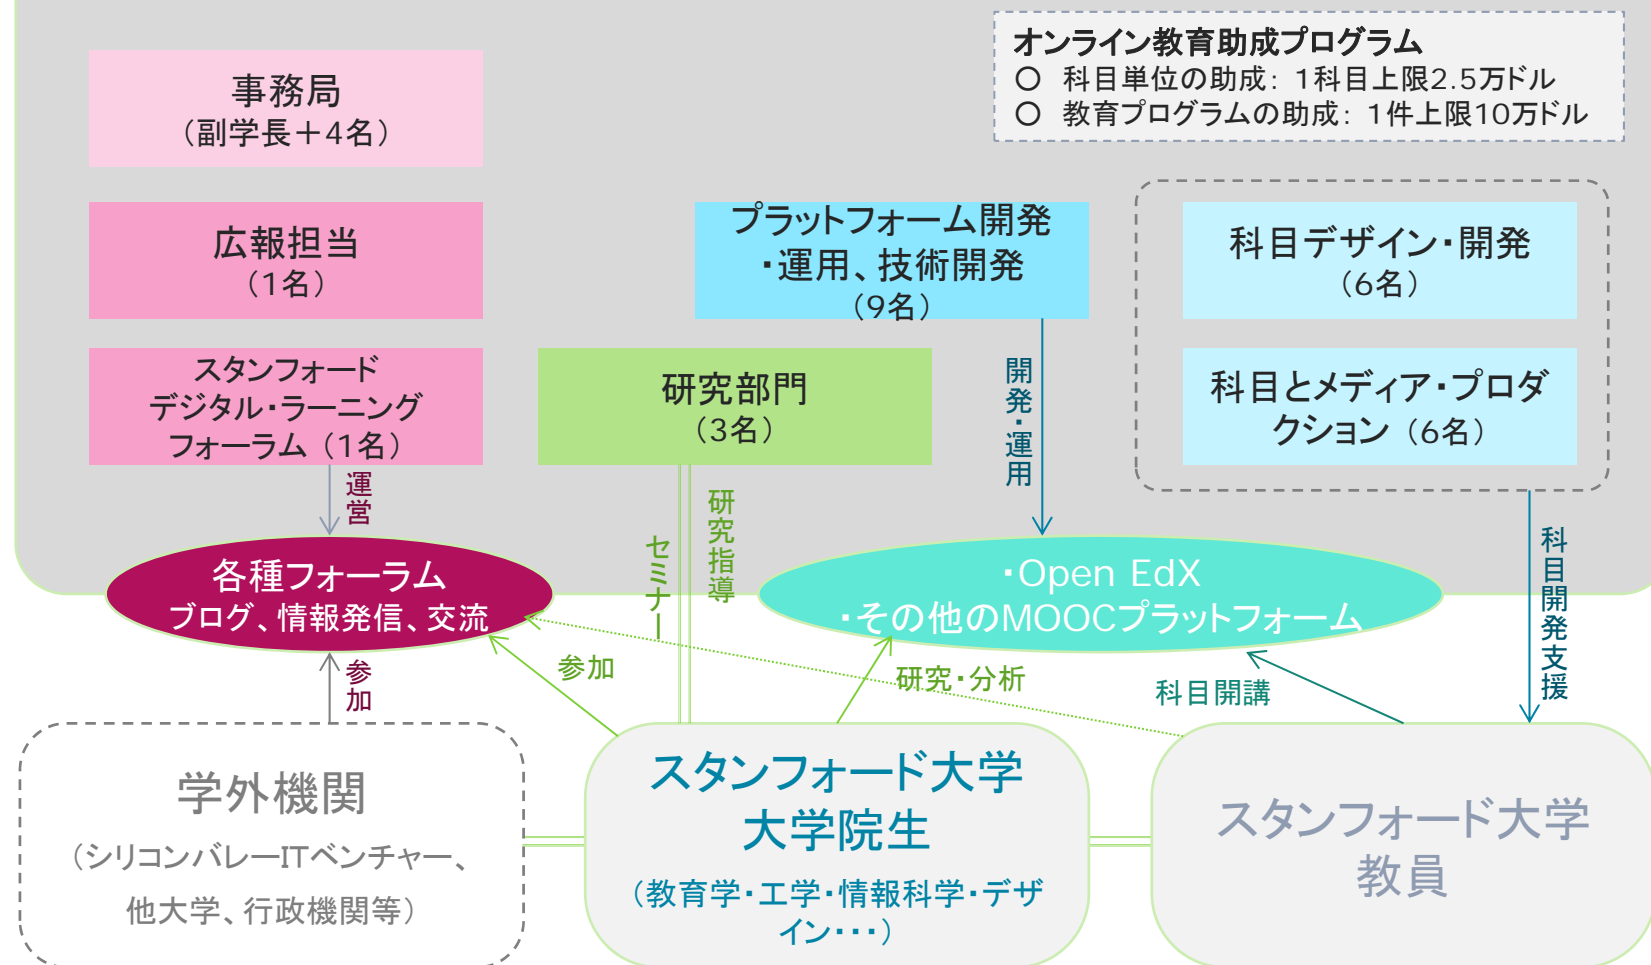 オンライン教育助成プログラム
○ 科目単位の助成: 1科目上限2.5万ドル
○ 教育プログラムの助成: 1件上限10万ドル
事務局
（副学長＋4名）
広報担当
（1名）
プラットフォーム開発
・運用、技術開発
（9名）
科目デザイン・開発
（6名）
スタンフォード
デジタル・ラーニング
フォーラム（1名）
研究部門
（3名）
科目とメディア・プロダ
クション（6名）
開発・運用
運営
研究指導
セミナー
科目開発支援
各種フォーラム
ブログ、情報発信、交流
・Open EdX
・その他のMOOCプラットフォーム
参加
参加
研究・分析
科目開講
学外機関
（シリコンバレーITベンチャー、
他大学、行政機関等）
スタンフォード大学
大学院生
（教育学・工学・情報科学・デザ
イン・・・）
スタンフォード大学
教員